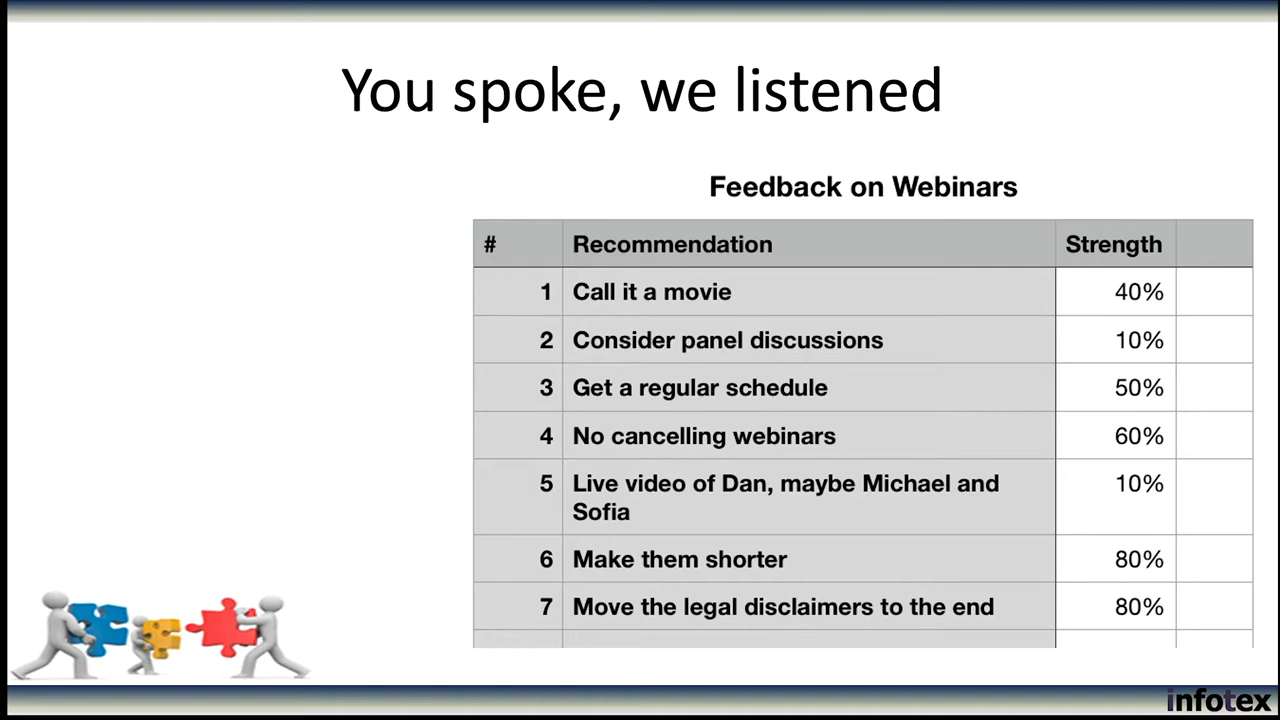 You spoke, we listened
Feedback on Webinars
# Recommendation Strength
1 Call it a movie 40%
2 Consider panel discussions 10%
3 Get a regular schedule 50%
4 No cancelling webinars 60%
5 Live video of Dan, maybe Michael and 10%
Sofia
6 Make them shorter 80%
7 Move the legal disclaimers to the end 80%
infotex